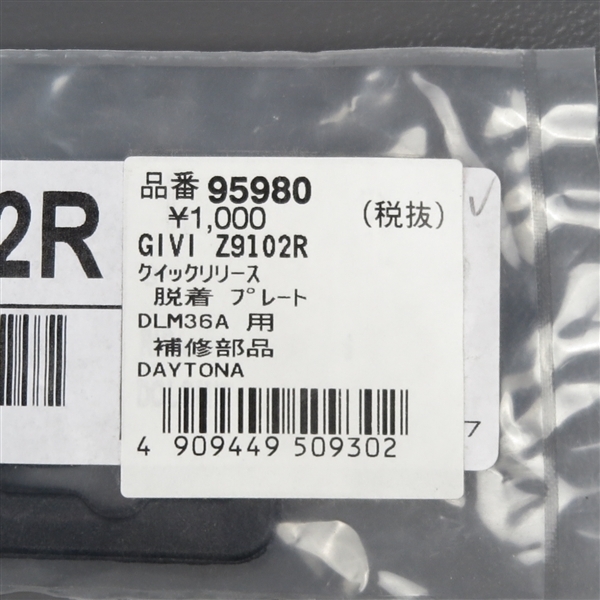 2R
品番 95980
¥1,000 (税抜)
GIVI Z9102R
クイックリリース
脱着 プレート
DLM36A 用
補修部品
DAYTONA
4 909449 509302
7